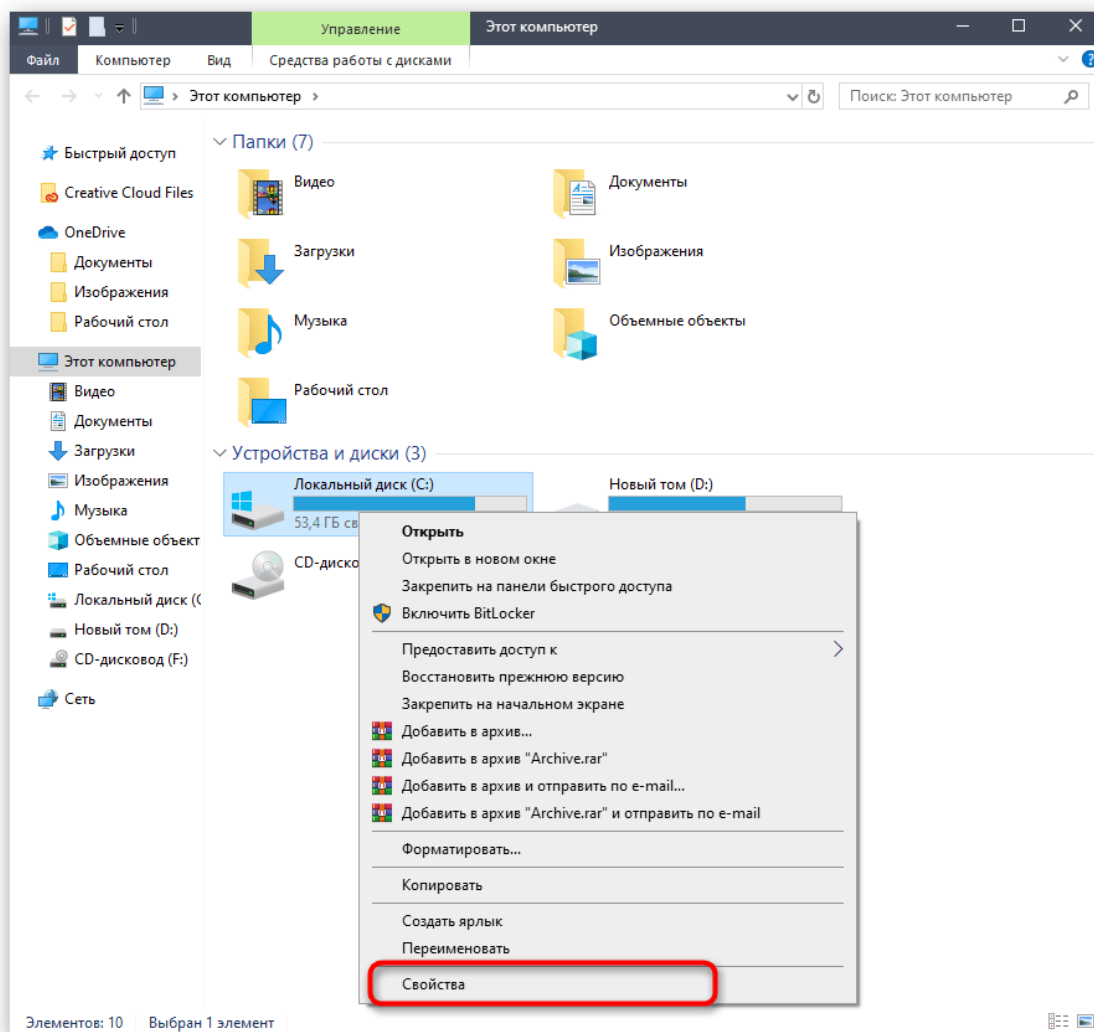 Управление
Этот компьютер
Файл
Компьютер
Вид
Средства работы с дисками
Этот компьютер
Поиск: Этот компьютер
Быстрый доступ
Creative Cloud Files
OneDrive
Документы
Изображения
Рабочий стол
Этот компьютер
Видео
Документы
Загрузки
Изображения
Музыка
Объемные объект
Рабочий стол
Локальный диск (
Новый том (D:)
CD-дисковод (F:)
Сеть
Папки (7)
Видео
Документы
Загрузки
Изображения
Музыка
Объемные объекты
Рабочий стол
Устройства и диски (3)
Локальный диск (C:)
53,4 ГБ св
Новый том (D:)
CD-диско
Открыть
Открыть в новом окне
Закрепить на панели быстрого доступа
Включить BitLocker
Предоставить доступ к
Восстановить прежнюю версию
Закрепить на начальном экране
Добавить в архив...
Добавить в архив "Archive.rar"
Добавить в архив и отправить по e-mail...
Добавить в архив "Archive.rar" и отправить по e-mail
Форматировать...
Копировать
Создать ярлык
Переименовать
Свойства
Элементов: 10
Выбран 1 элемент